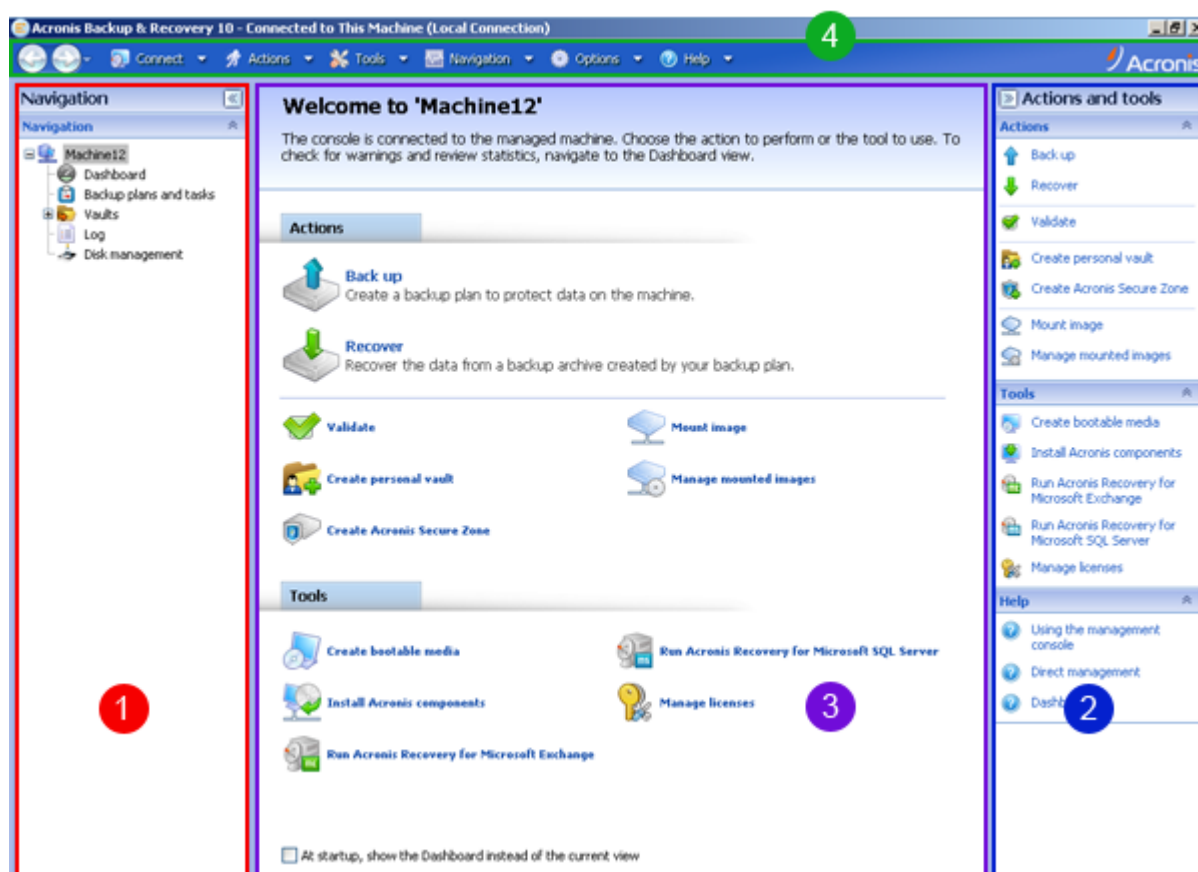 Acronis Backup & Recovery 10 - Connected to This Machine (Local Connection)
4
Connect
Actions
Tools
Navigation
Options
Help
Acronis
Navigation
Navigation
Machine12
Dashboard
Backup plans and tasks
Vaults
Log
Disk management
1
Welcome to 'Machine12'
The console is connected to the managed machine. Choose the action to perform or the tool to use. To
check for warnings and review statistics, navigate to the Dashboard view.
Actions
Back up
Create a backup plan to protect data on the machine.
Recover
Recover the data from a backup archive created by your backup plan.
Validate
Mount image
Create personal vault
Manage mounted images
Create Acronis Secure Zone
Tools
Create bootable media
Run Acronis Recovery for Microsoft SQL Server
Install Acronis components
Manage licenses
3
Run Acronis Recovery for Microsoft Exchange
At startup, show the Dashboard instead of the current view
Actions and tools
Actions
Back up
Recover
Validate
Create personal vault
Create Acronis Secure Zone
Mount image
Manage mounted images
Tools
Create bootable media
Install Acronis components
Run Acronis Recovery for
Microsoft Exchange
Run Acronis Recovery for
Microsoft SQL Server
Manage licenses
Help
Using the management
console
Direct management
2